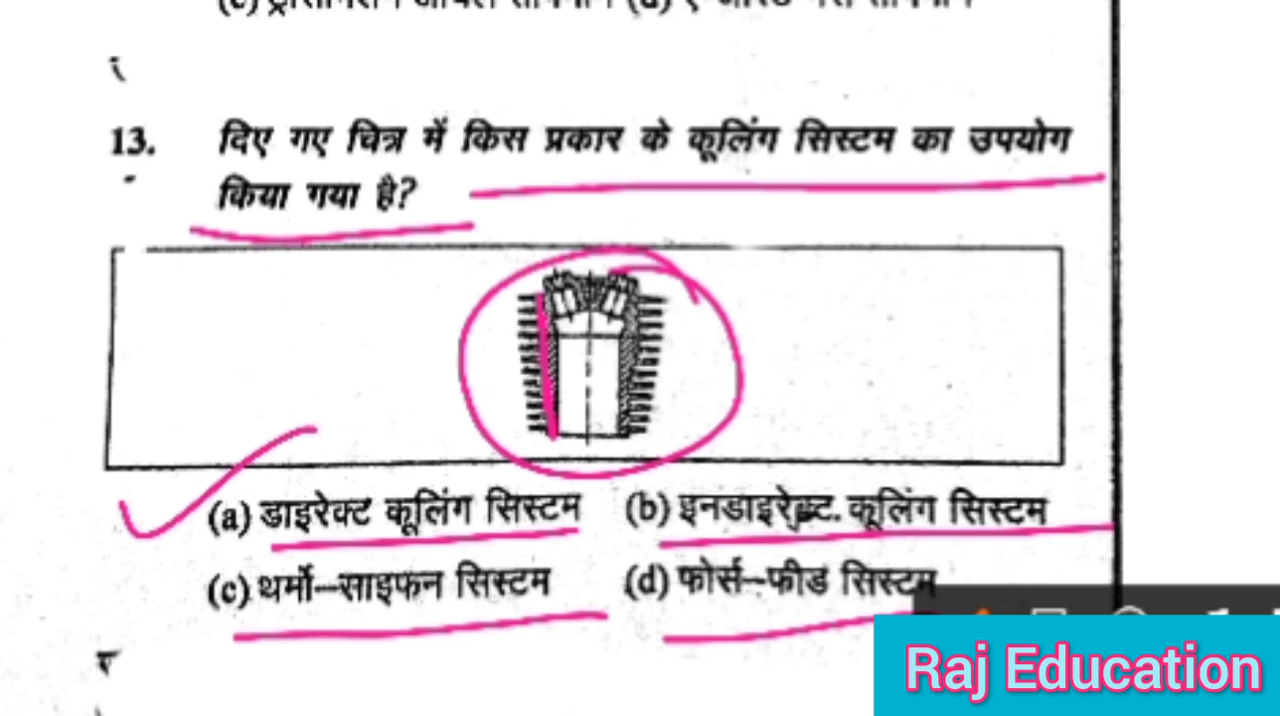 13. दिए गए चित्र में किस प्रकार के कूलिंग सिस्टम का उपयोग
किया गया है?
(a) डाइरेक्ट कूलिंग सिस्टम (b) इनडाइरेक्ट. कूलिंग सिस्टम
(c) थर्मो–साइफन सिस्टम (d) फोर्स–फीड सिस्टम
Raj Education